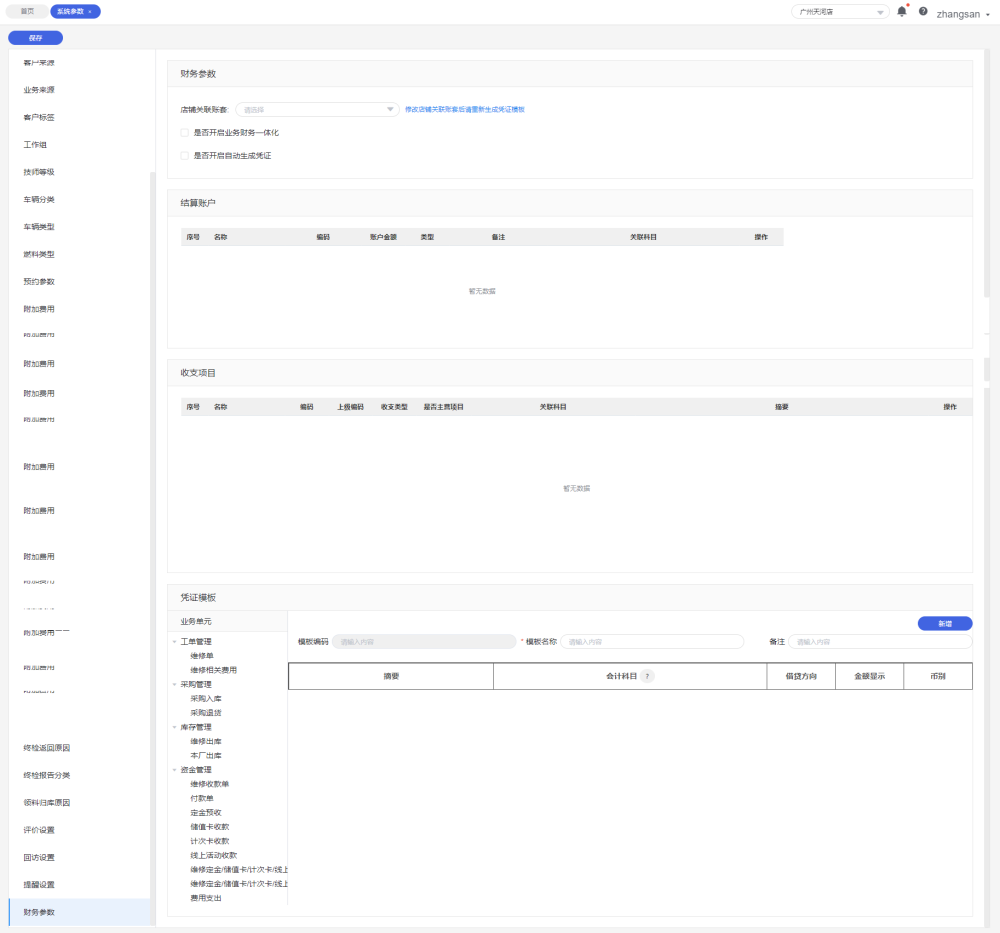 首页
系统参数 ×
广州天河店
zhangsan
保存
客户来源
业务来源
客户标签
工作组
技师等级
车辆分类
车辆类型
燃料类型
预约参数
附加费用
附加费用
附加费用
附加费用
附加费用
附加费用
附加费用
附加费用
附加费用
附加费用
终检返回原因
终检报告分类
领料归库原因
评价设置
回访设置
提醒设置
财务参数
财务参数
店铺关联账套: 请选择 修改店铺关联账套后请重新生成凭证模板
是否开启业务财务一体化
是否开启自动生成凭证
结算账户
序号 名称 编码 账户金额 类型 备注 关联科目 操作
暂无数据
收支项目
序号 名称 编码 上级编码 收支类型 是否主营项目 关联科目 摘要 操作
暂无数据
凭证模板
业务单元
新增
工单管理
维修单
维修相关费用
采购管理
采购入库
采购退货
库存管理
维修出库
本厂出库
资金管理
维修收款单
付款单
定金预收
储值卡收款
计次卡收款
线上活动收款
维修定金/储值卡/计次卡/线上
维修定金/储值卡/计次卡/线上
费用支出
模板编码 请输入内容 * 模板名称 请输入内容 备注 请输入内容
摘要 会计科目 ? 借贷方向 金额显示 币别